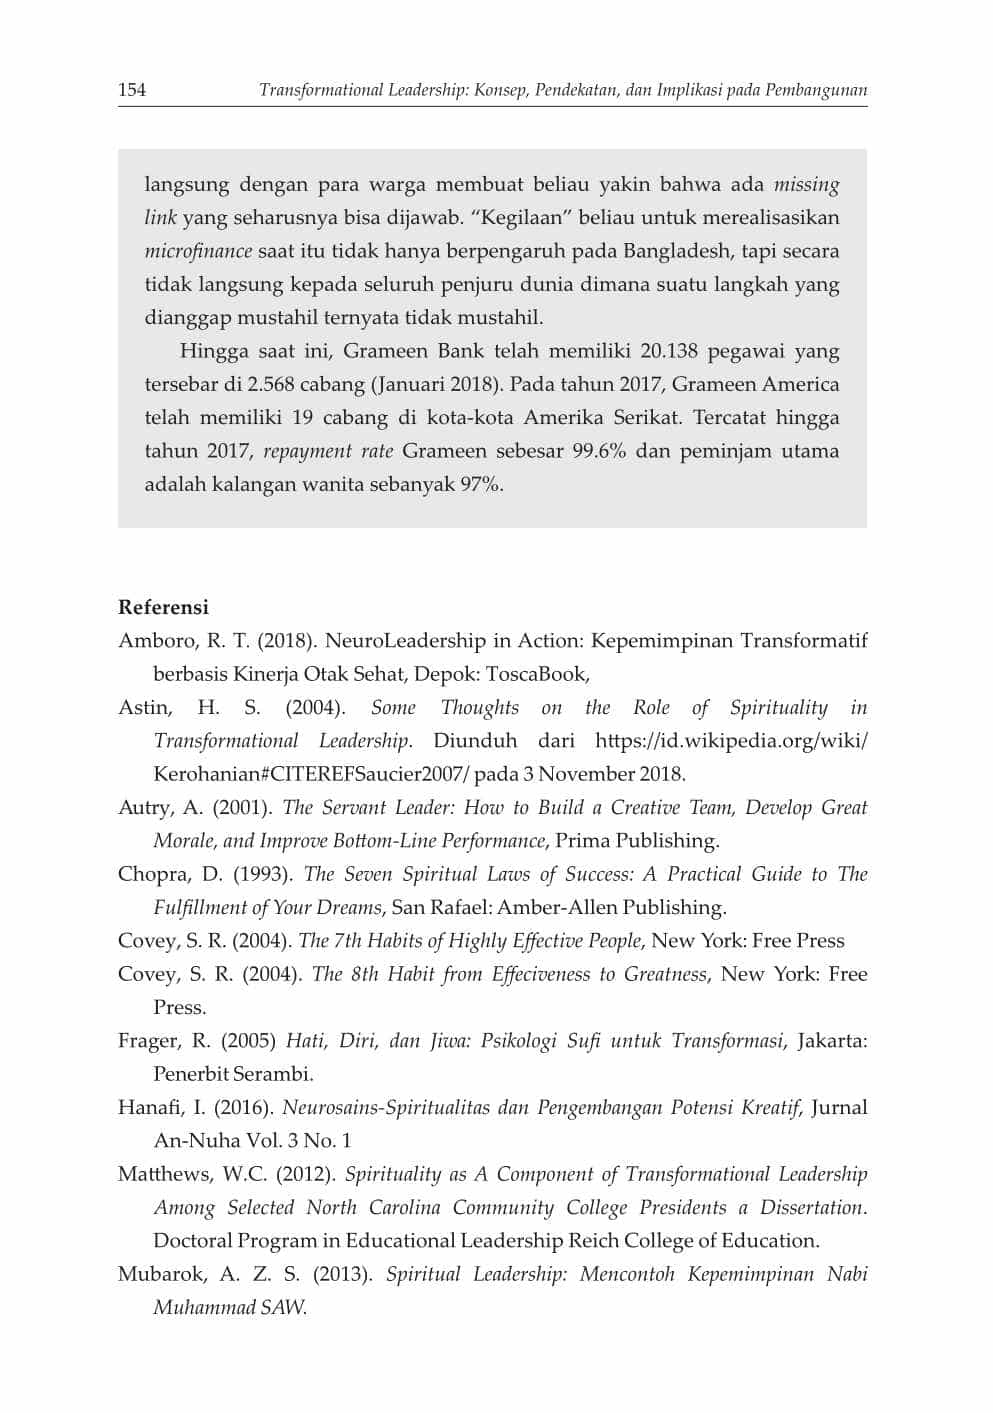 154 Transformational Leadership: Konsep, Pendekatan, dan Implikasi pada Pembangunan
langsung dengan para warga membuat beliau yakin bahwa ada missing
link yang seharusnya bisa dijawab. “Kegilaan” beliau untuk merealisasikan
microfinance saat itu tidak hanya berpengaruh pada Bangladesh, tapi secara
tidak langsung kepada seluruh penjuru dunia dimana suatu langkah yang
dianggap mustahil ternyata tidak mustahil.
Hingga saat ini, Grameen Bank telah memiliki 20.138 pegawai yang
tersebar di 2.568 cabang (Januari 2018). Pada tahun 2017, Grameen America
telah memiliki 19 cabang di kota-kota Amerika Serikat. Tercatat hingga
tahun 2017, repayment rate Grameen sebesar 99.6% dan peminjam utama
adalah kalangan wanita sebanyak 97%.
Referensi
Amboro, R. T. (2018). NeuroLeadership in Action: Kepemimpinan Transformatif
berbasis Kinerja Otak Sehat, Depok: ToscaBook,
Astin, H. S. (2004). Some Thoughts on the Role of Spirituality in
Transformational Leadership. Diunduh dari https://id.wikipedia.org/wiki/
Kerohanian#CITEREFSaucier2007/ pada 3 November 2018.
Autry, A. (2001). The Servant Leader: How to Build a Creative Team, Develop Great
Morale, and Improve Bottom-Line Performance, Prima Publishing.
Chopra, D. (1993). The Seven Spiritual Laws of Success: A Practical Guide to The
Fulfillment of Your Dreams, San Rafael: Amber-Allen Publishing.
Covey, S. R. (2004). The 7th Habits of Highly Effective People, New York: Free Press
Covey, S. R. (2004). The 8th Habit from Effeciveness to Greatness, New York: Free
Press.
Frager, R. (2005) Hati, Diri, dan Jiwa: Psikologi Sufi untuk Transformasi, Jakarta:
Penerbit Serambi.
Hanafi, I. (2016). Neurosains-Spiritualitas dan Pengembangan Potensi Kreatif, Jurnal
An-Nuha Vol. 3 No. 1
Matthews, W.C. (2012). Spirituality as A Component of Transformational Leadership
Among Selected North Carolina Community College Presidents a Dissertation.
Doctoral Program in Educational Leadership Reich College of Education.
Mubarok, A. Z. S. (2013). Spiritual Leadership: Mencontoh Kepemimpinan Nabi
Muhammad SAW.